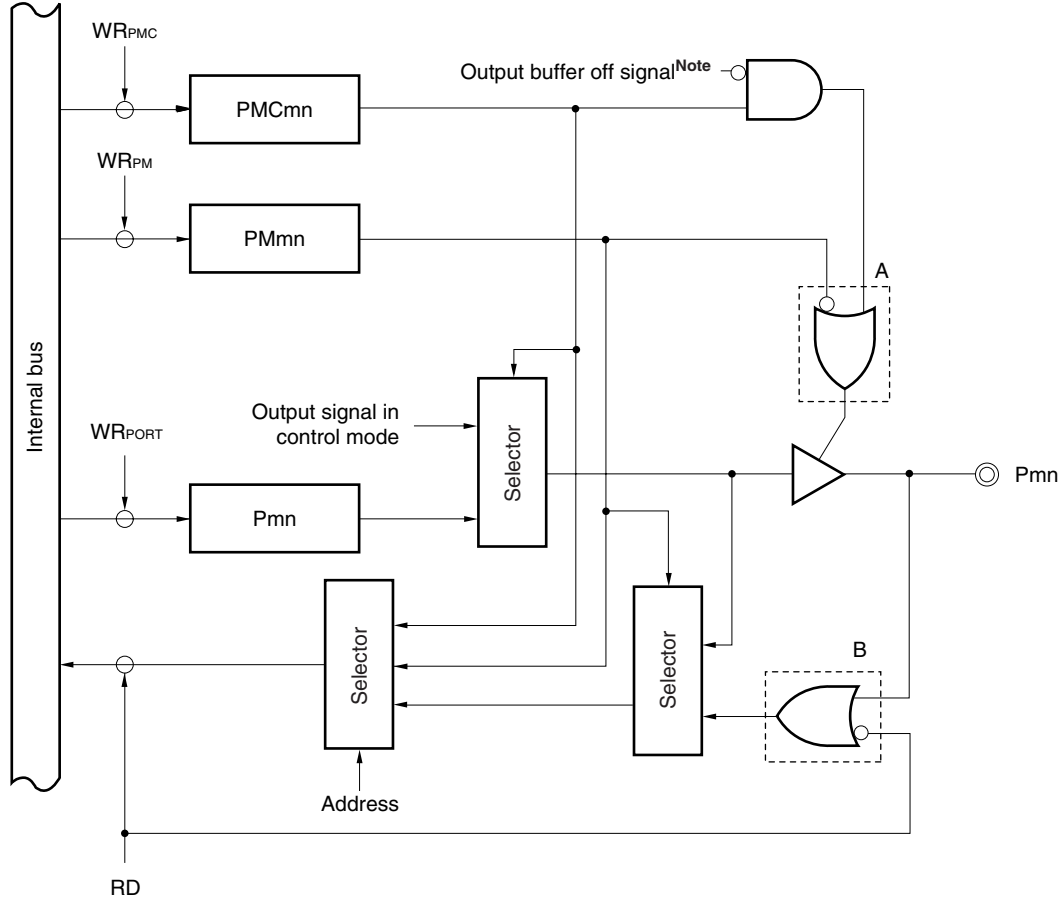 WRPMC
Output buffer off signalNote
PMCmn
WRPM
PMmn
A
Internal bus
Output signal in
control mode
WRPORT
Selector
Pmn
Pmn
Selector
Selector
B
Address
RD